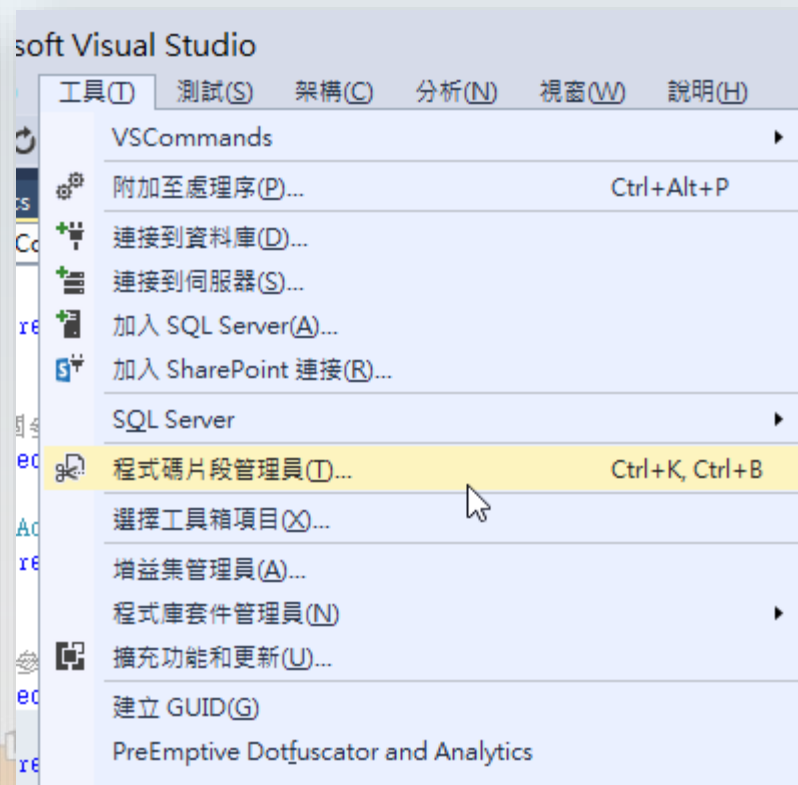 soft Visual Studio
工具(T) 測試(S) 架構(C) 分析(N) 視窗(W) 說明(H)
VSCommands
附加至處理序(P)... Ctrl+Alt+P
連接到資料庫(D)...
連接到伺服器(S)...
加入 SQL Server(A)...
加入 SharePoint 連接(R)...
SQL Server
程式碼片段管理員(T)... Ctrl+K, Ctrl+B
選擇工具箱項目(X)...
增益集管理員(A)...
程式庫套件管理員(N)
擴充功能和更新(U)...
建立 GUID(G)
PreEmptive Dotfuscator and Analytics